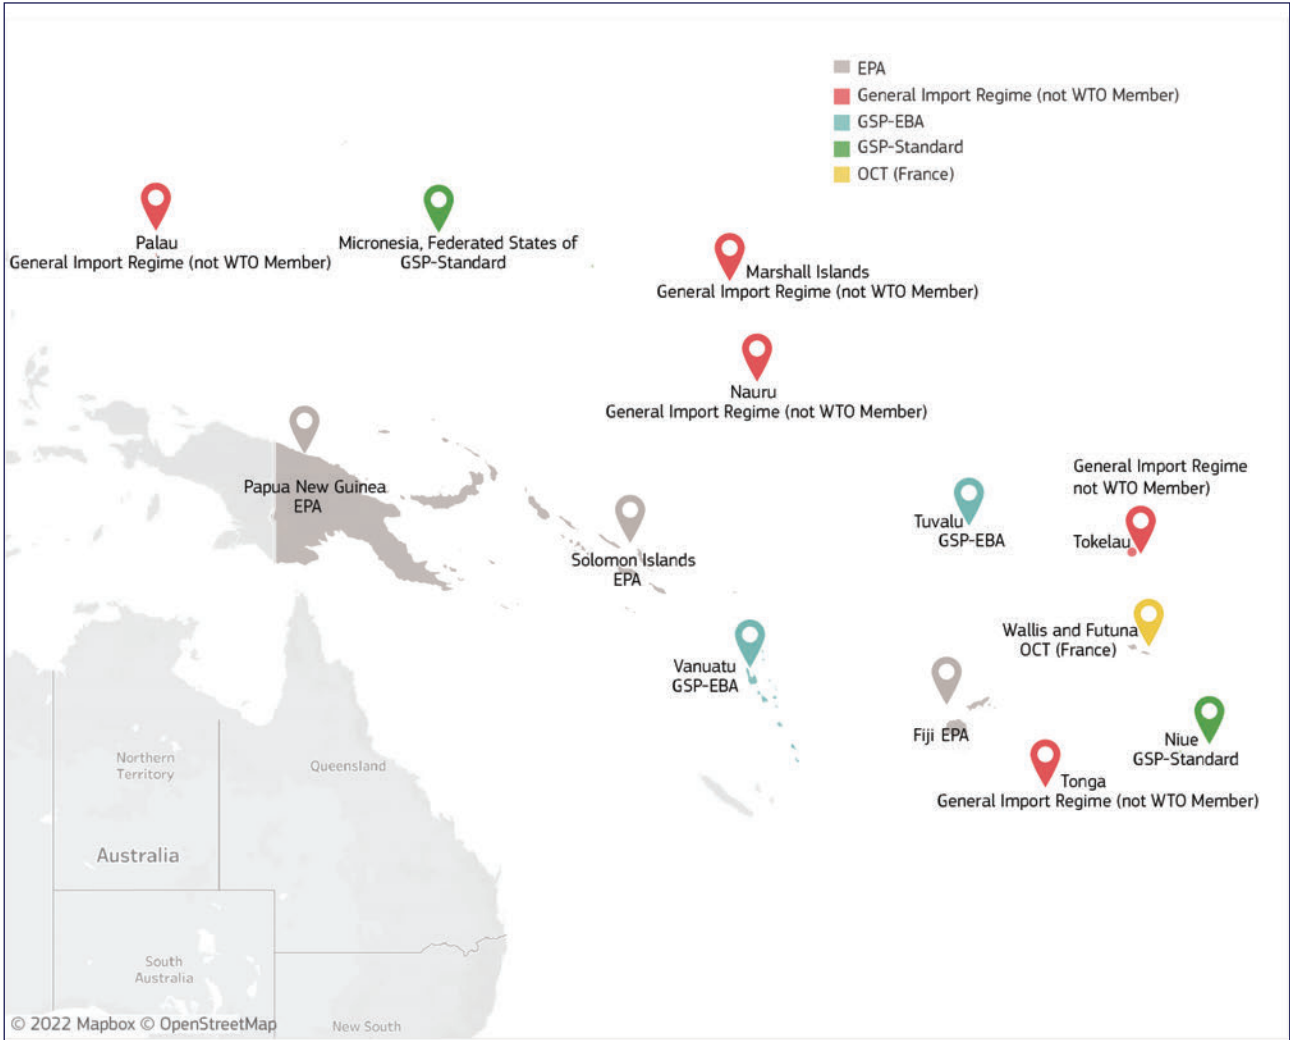 EPA
General Import Regime (not WTO Member)
GSP-EBA
GSP-Standard
OCT (France)
Palau
General Import Regime (not WTO Member)
Micronesia, Federated States of
GSP-Standard
Marshall Islands
General Import Regime (not WTO Member)
Nauru
General Import Regime (not WTO Member)
Papua New Guinea
EPA
Solomon Islands
EPA
Tuvalu
GSP-EBA
General Import Regime
not WTO Member)
Tokelau
Wallis and Futuna
OCT (France)
Vanuatu
GSP-EBA
Fiji EPA
Niue
GSP-Standard
Tonga
General Import Regime (not WTO Member)
Northern
Territory
Queensland
Australia
South
Australia
New South
© 2022 Mapbox © OpenStreetMap